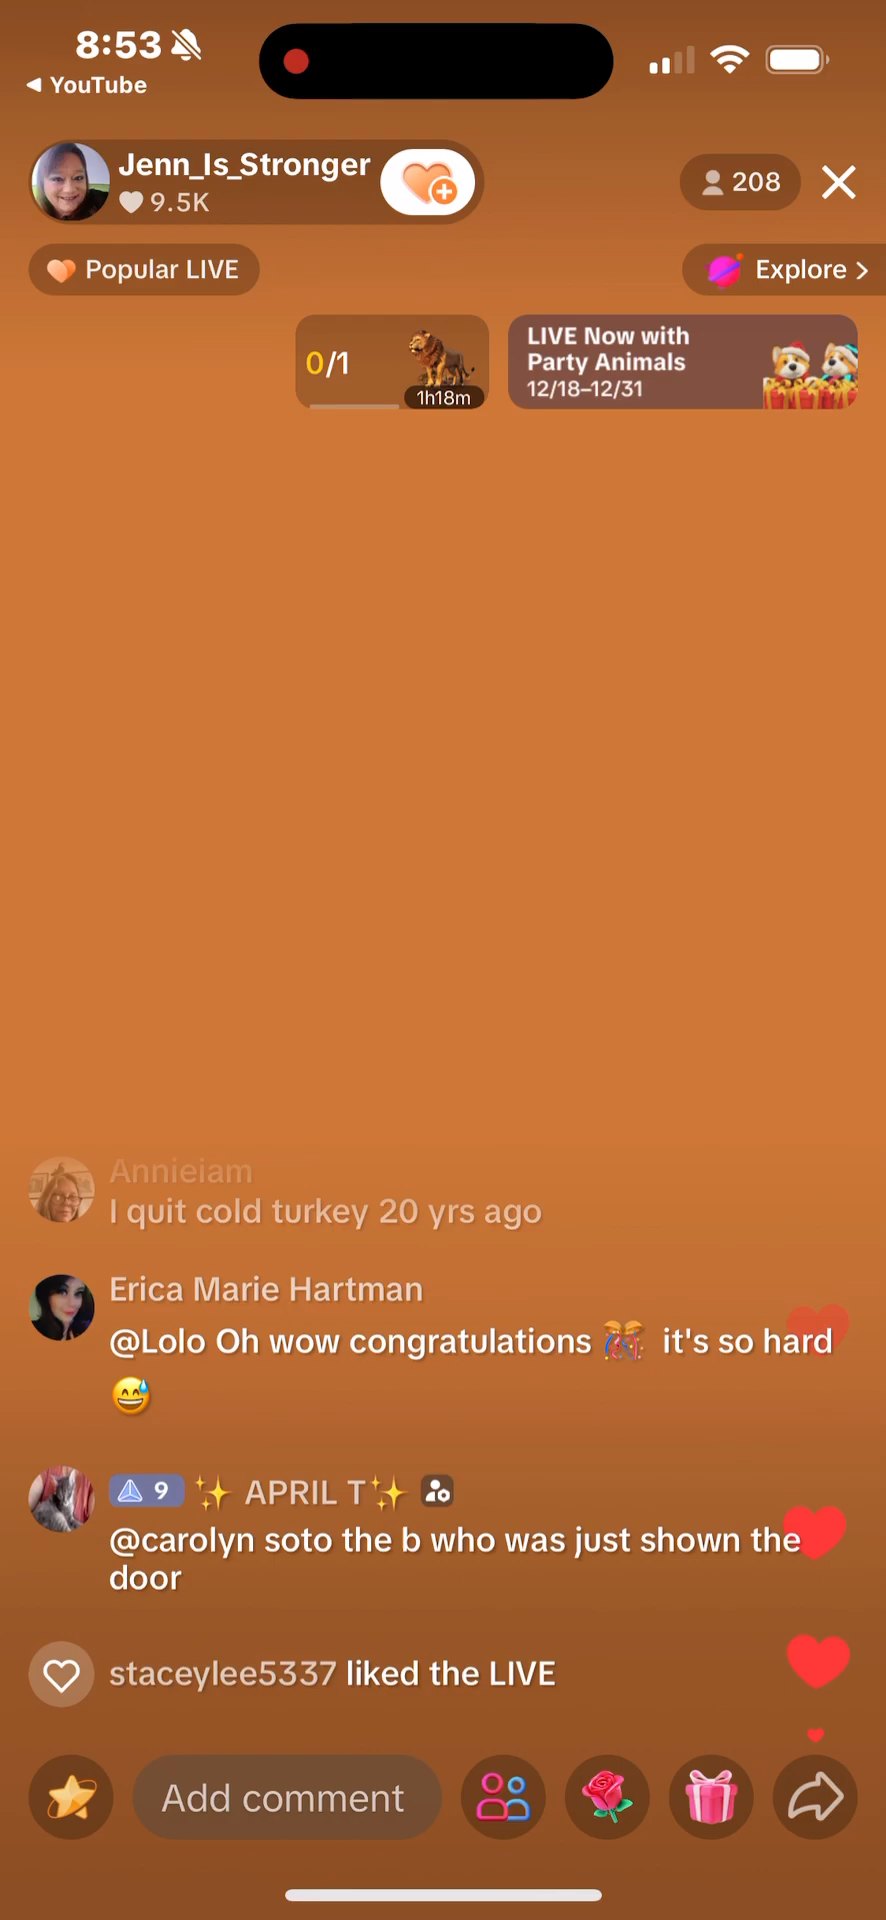 8:53
YouTube
Jenn_Is_Stronger
9.5K
208
Popular LIVE
Explore
0/1
1h18m
LIVE Now with
Party Animals
12/18–12/31
Annieiam
I quit cold turkey 20 yrs ago
Erica Marie Hartman
@Lolo Oh wow congratulations 🎊 it's so hard
😅
9 ✨ APRIL T✨
@carolyn soto the b who was just shown the
door
staceylee5337 liked the LIVE
Add comment